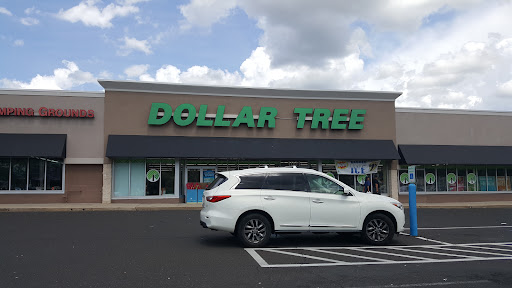 MPING GROUNDS
DOLLAR TREE